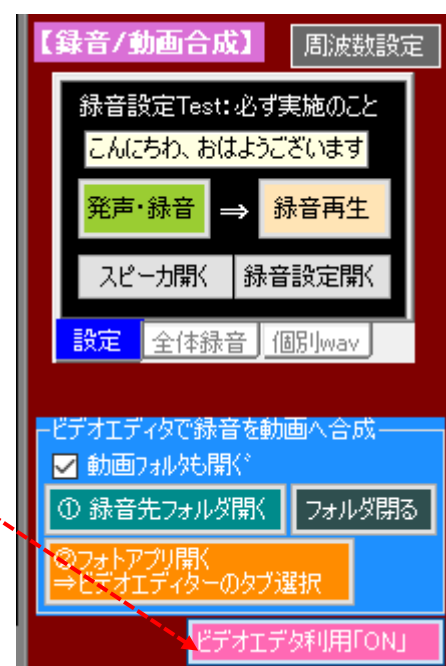 【録音/動画合成】
周波数設定
録音設定Test：必ず実施のこと
こんにちわ、おはようございます
発声・録音 ⇒ 録音再生
スピーカ開く 録音設定開く
設定 全体録音 個別wav
ビデオエディタで録音を動画へ合成
動画フォルダも開く
① 録音先フォルダ開く フォルダ閉る
②フォトアプリ開く
⇒ビデオエディターのタブ選択
ビデオエデタ利用「ON」